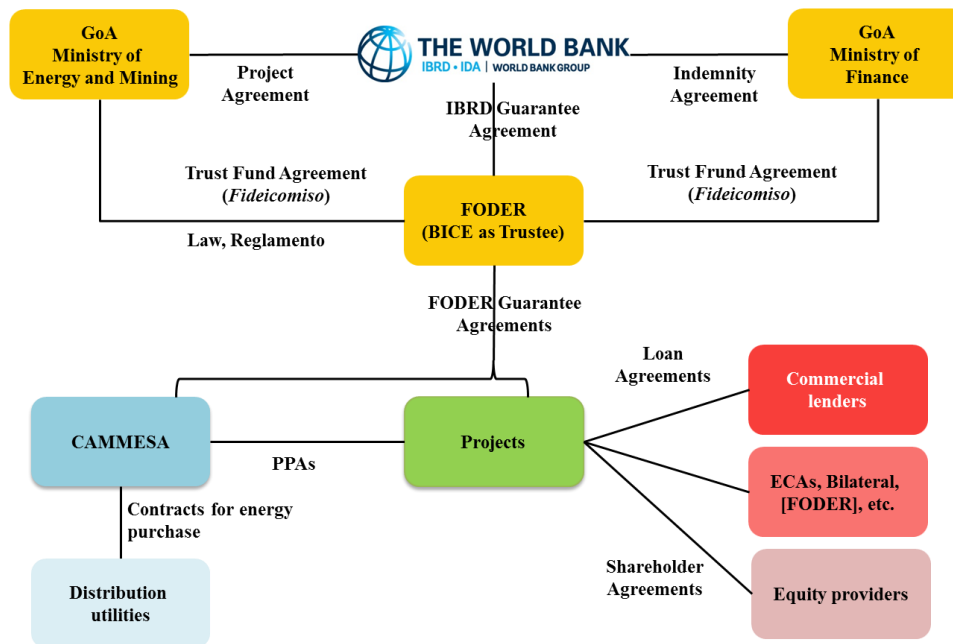 GoA
Ministry of
Energy and Mining
THE WORLD BANK
IBRD • IDA | WORLD BANK GROUP
GoA
Ministry of
Finance
Project
Agreement
Indemnity
Agreement
IBRD Guarantee
Agreement
Trust Fund Agreement
(Fideicomiso)
Trust Frund Agreement
(Fideicomiso)
FODER
(BICE as Trustee)
Law, Reglamento
FODER Guarantee
Agreements
Loan
Agreements
Commercial
lenders
CAMMESA
PPAs
Projects
ECAs, Bilateral,
[FODER], etc.
Contracts for energy
purchase
Shareholder
Agreements
Distribution
utilities
Equity providers